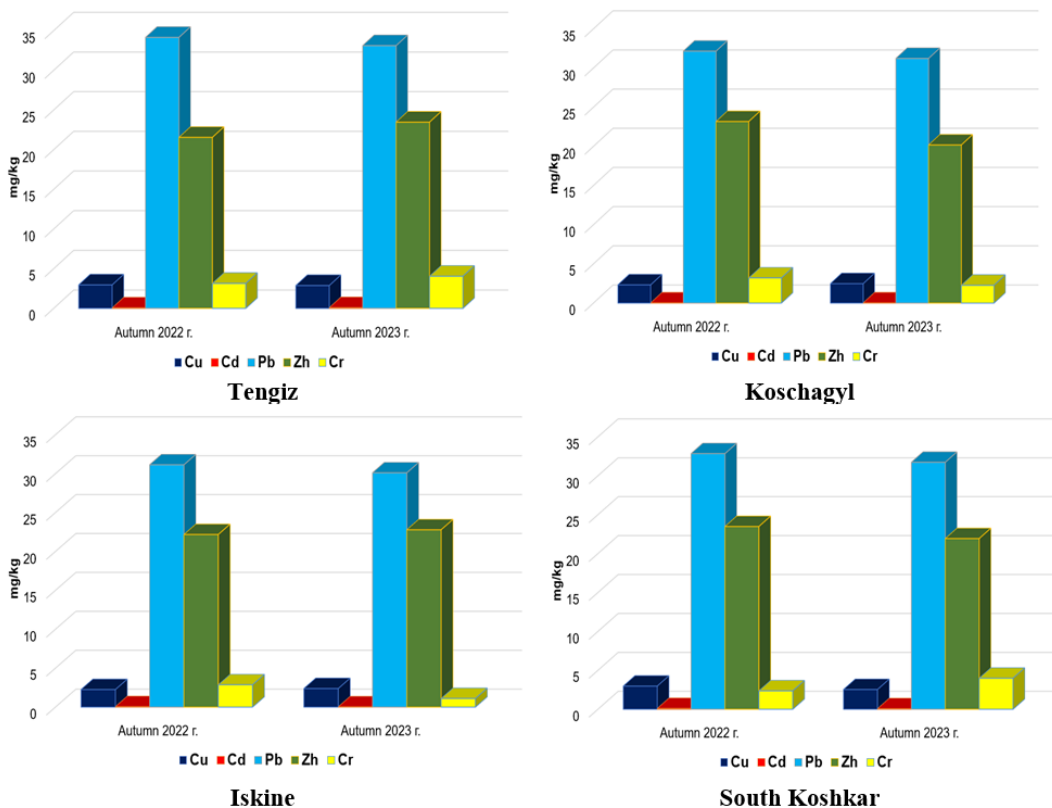 35
30
25
20
15
10
5
0
mg/kg
Autumn 2022 r.
Autumn 2023 r.
Cu Cd Pb Zh Cr
Tengiz
35
30
25
20
15
10
5
0
mg/kg
Autumn 2022 r.
Autumn 2023 r.
Cu Cd Pb Zh Cr
Koschagyl
35
30
25
20
15
10
5
0
mg/kg
Autumn 2022 r.
Autumn 2023 r.
Cu Cd Pb Zh Cr
Iskine
35
30
25
20
15
10
5
0
mg/kg
Autumn 2022 r.
Autumn 2023 r.
Cu Cd Pb Zh Cr
South Koshkar